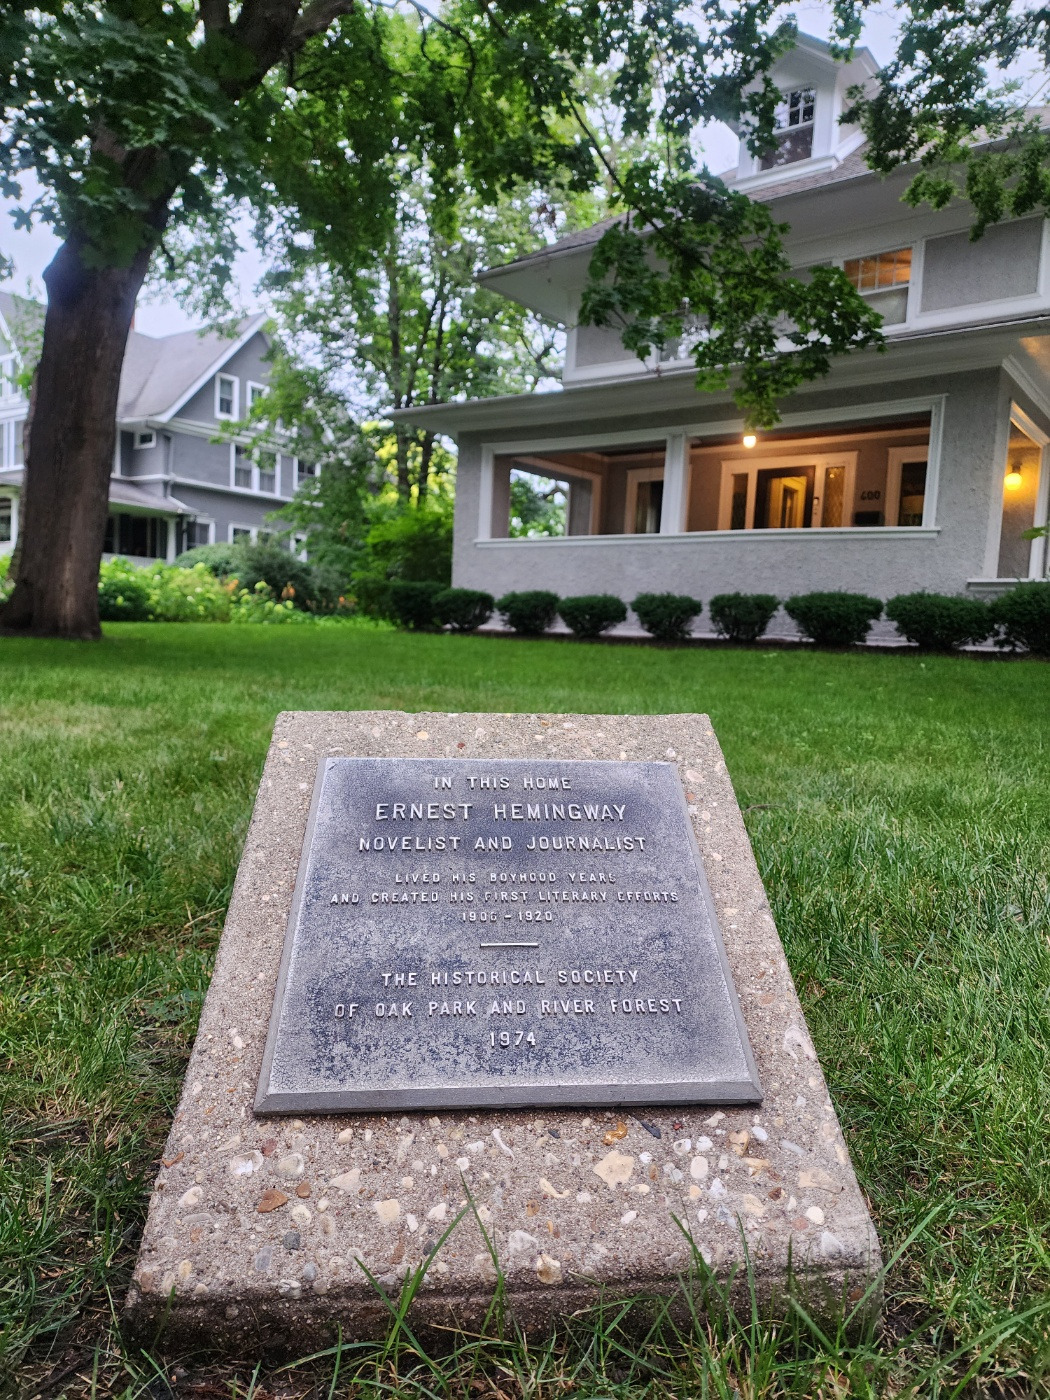 600
IN THIS HOME
ERNEST HEMINGWAY
NOVELIST AND JOURNALIST
LIVED HIS BOYHOOD YEARS
AND CREATED HIS FIRST LITERARY EFFORTS
1906 - 1920
THE HISTORICAL SOCIETY
OF OAK PARK AND RIVER FOREST
1974